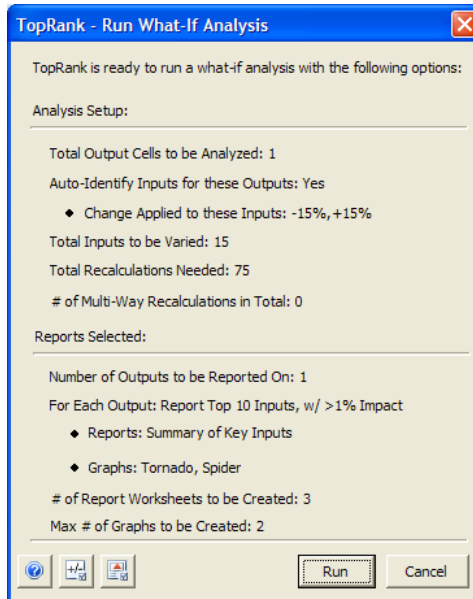 TopRank - Run What-If Analysis
TopRank is ready to run a what-if analysis with the following options:
Analysis Setup:
Total Output Cells to be Analyzed: 1
Auto-Identify Inputs for these Outputs: Yes
◆ Change Applied to these Inputs: -15%,+15%
Total Inputs to be Varied: 15
Total Recalculations Needed: 75
# of Multi-Way Recalculations in Total: 0
Reports Selected:
Number of Outputs to be Reported On: 1
For Each Output: Report Top 10 Inputs, w/ >1% Impact
◆ Reports: Summary of Key Inputs
◆ Graphs: Tornado, Spider
# of Report Worksheets to be Created: 3
Max # of Graphs to be Created: 2
Run Cancel